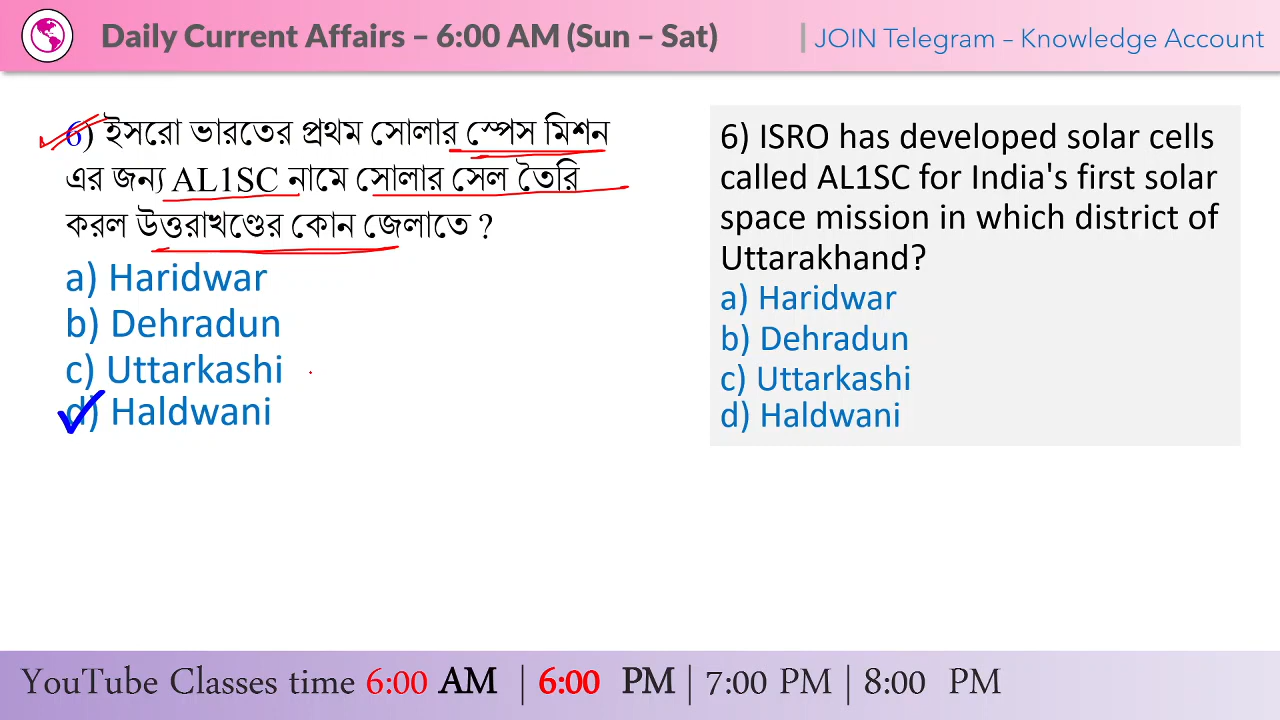 Daily Current Affairs – 6:00 AM (Sun – Sat)
JOIN Telegram – Knowledge Account
6) ইসরো ভারতের প্রথম সোলার স্পেস মিশন
এর জন্য AL1SC নামে সোলার সেল তৈরি
করল উত্তরাখণ্ডের কোন জেলাতে ?
a) Haridwar
b) Dehradun
c) Uttarkashi
d) Haldwani
6) ISRO has developed solar cells
called AL1SC for India's first solar
space mission in which district of
Uttarakhand?
a) Haridwar
b) Dehradun
c) Uttarkashi
d) Haldwani
YouTube Classes time 6:00 AM | 6:00 PM | 7:00 PM | 8:00 PM